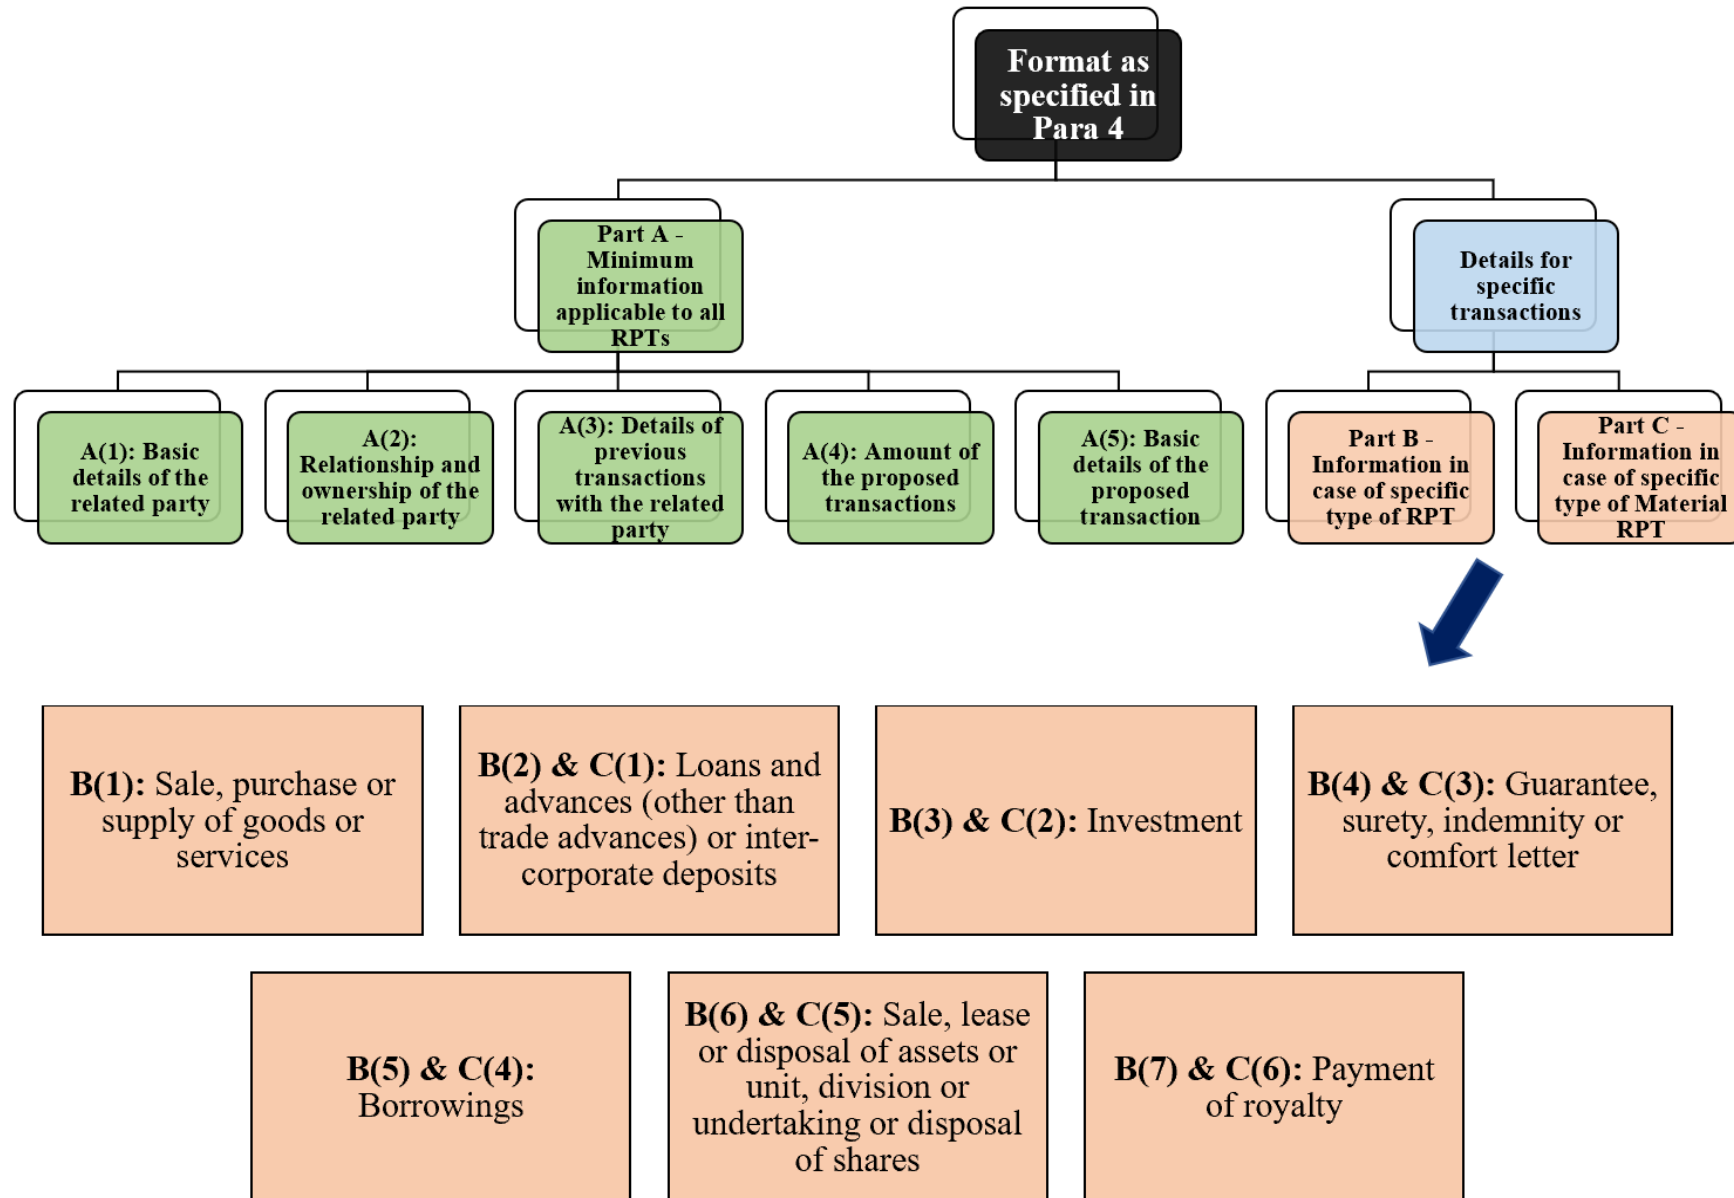 Format as
specified in
Para 4
Part A -
Minimum
information
applicable to all
RPTs
Details for
specific
transactions
A(1): Basic
details of the
related party
A(2):
Relationship and
ownership of the
related party
A(3): Details of
previous
transactions
with the related
party
A(4): Amount of
the proposed
transactions
A(5): Basic
details of the
proposed
transaction
Part B -
Information in
case of specific
type of RPT
Part C -
Information in
case of specific
type of Material
RPT
B(1): Sale, purchase or
supply of goods or
services
B(2) & C(1): Loans and
advances (other than
trade advances) or inter-
corporate deposits
B(3) & C(2): Investment
B(4) & C(3): Guarantee,
surety, indemnity or
comfort letter
B(5) & C(4):
Borrowings
B(6) & C(5): Sale, lease
or disposal of assets or
unit, division or
undertaking or disposal
of shares
B(7) & C(6): Payment
of royalty